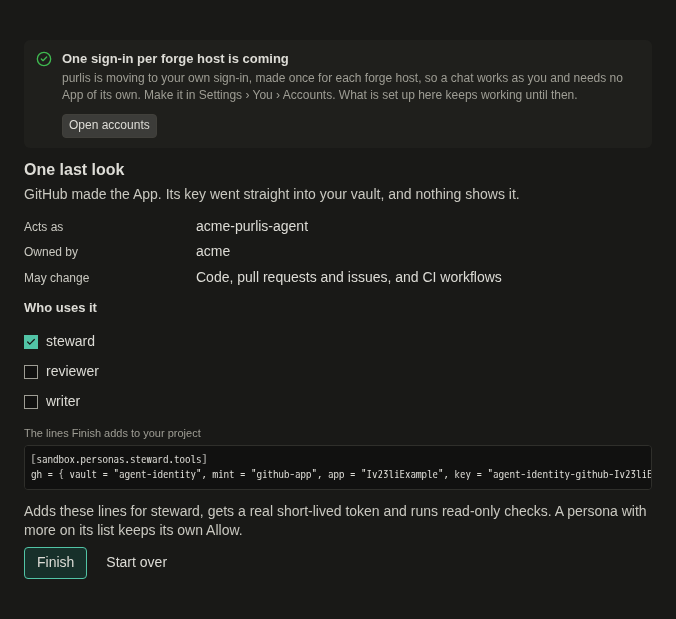 One sign-in per forge host is coming
purlis is moving to your own sign-in, made once for each forge host, so a chat works as you and needs no
App of its own. Make it in Settings › You › Accounts. What is set up here keeps working until then.
Open accounts
One last look
GitHub made the App. Its key went straight into your vault, and nothing shows it.
Acts as acme-purlis-agent
Owned by acme
May change Code, pull requests and issues, and CI workflows
Who uses it
steward
reviewer
writer
The lines Finish adds to your project
[sandbox.personas.steward.tools]
gh = { vault = "agent-identity", mint = "github-app", app = "Iv23liExample", key = "agent-identity-github-Iv23liE
Adds these lines for steward, gets a real short-lived token and runs read-only checks. A persona with
more on its list keeps its own Allow.
Finish Start over